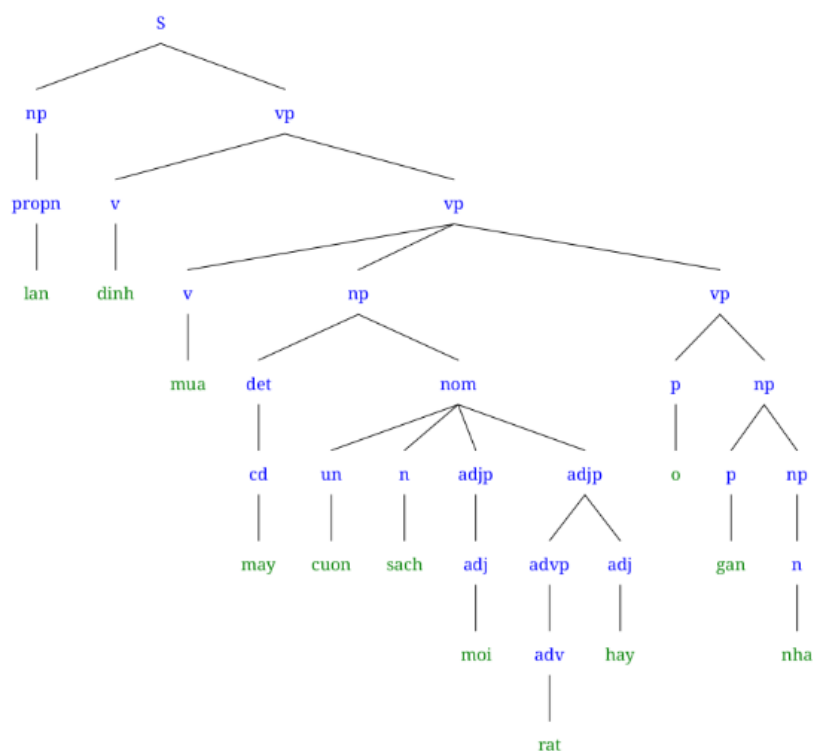 S
np vp
propn v vp
lan dinh v np vp
mua det nom p np
cd un n adjp adjp o p np
may cuon sach adj advp adj gan n
moi adv hay nha
rat